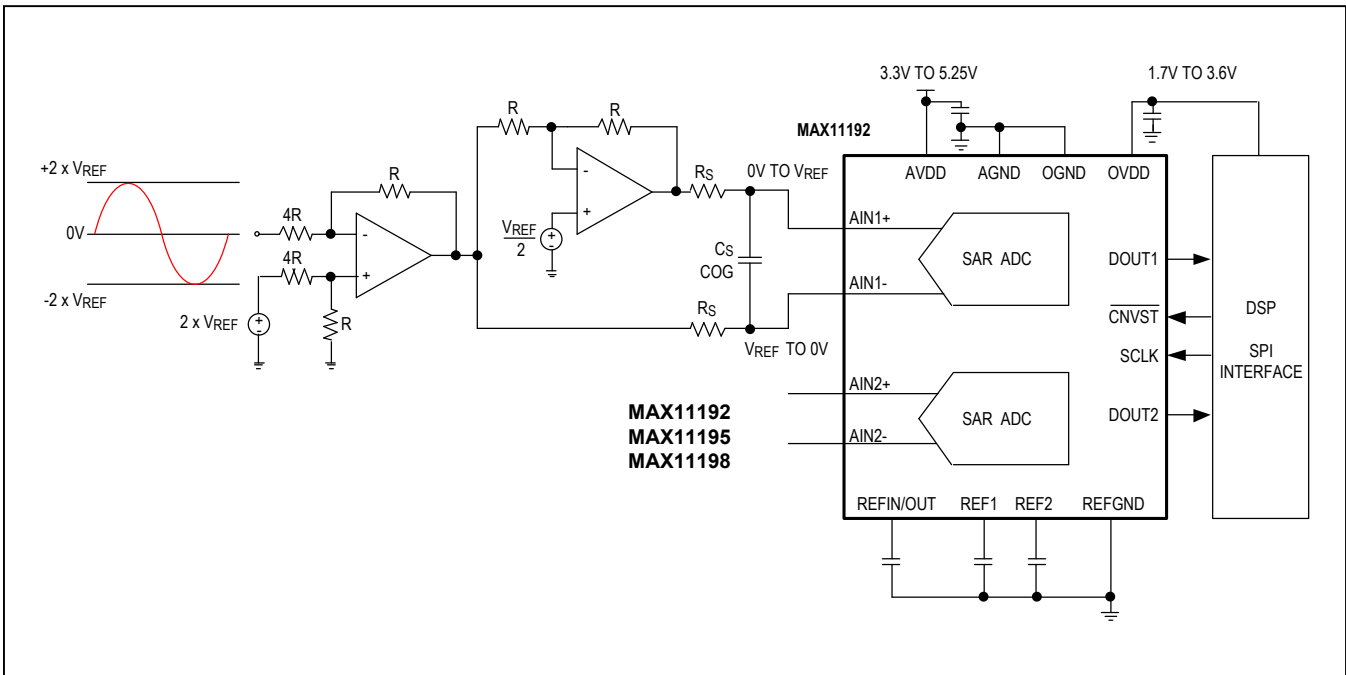 3.3V TO 5.25V
1.7V TO 3.6V
MAX11192
+2 x VREF
0V
-2 x VREF
4R
4R
2 x VREF
R
R
R
R
VREF
2
RS
0V TO VREF
CS
COG
RS
VREF TO 0V
AVDD
AGND
OGND
OVDD
AIN1+
AIN1-
SAR ADC
DOUT1
CNVST
SCLK
DOUT2
DSP
SPI
INTERFACE
AIN2+
AIN2-
SAR ADC
MAX11192
MAX11195
MAX11198
REFIN/OUT
REF1
REF2
REFGND
-
+
-
+
-
+
-
+